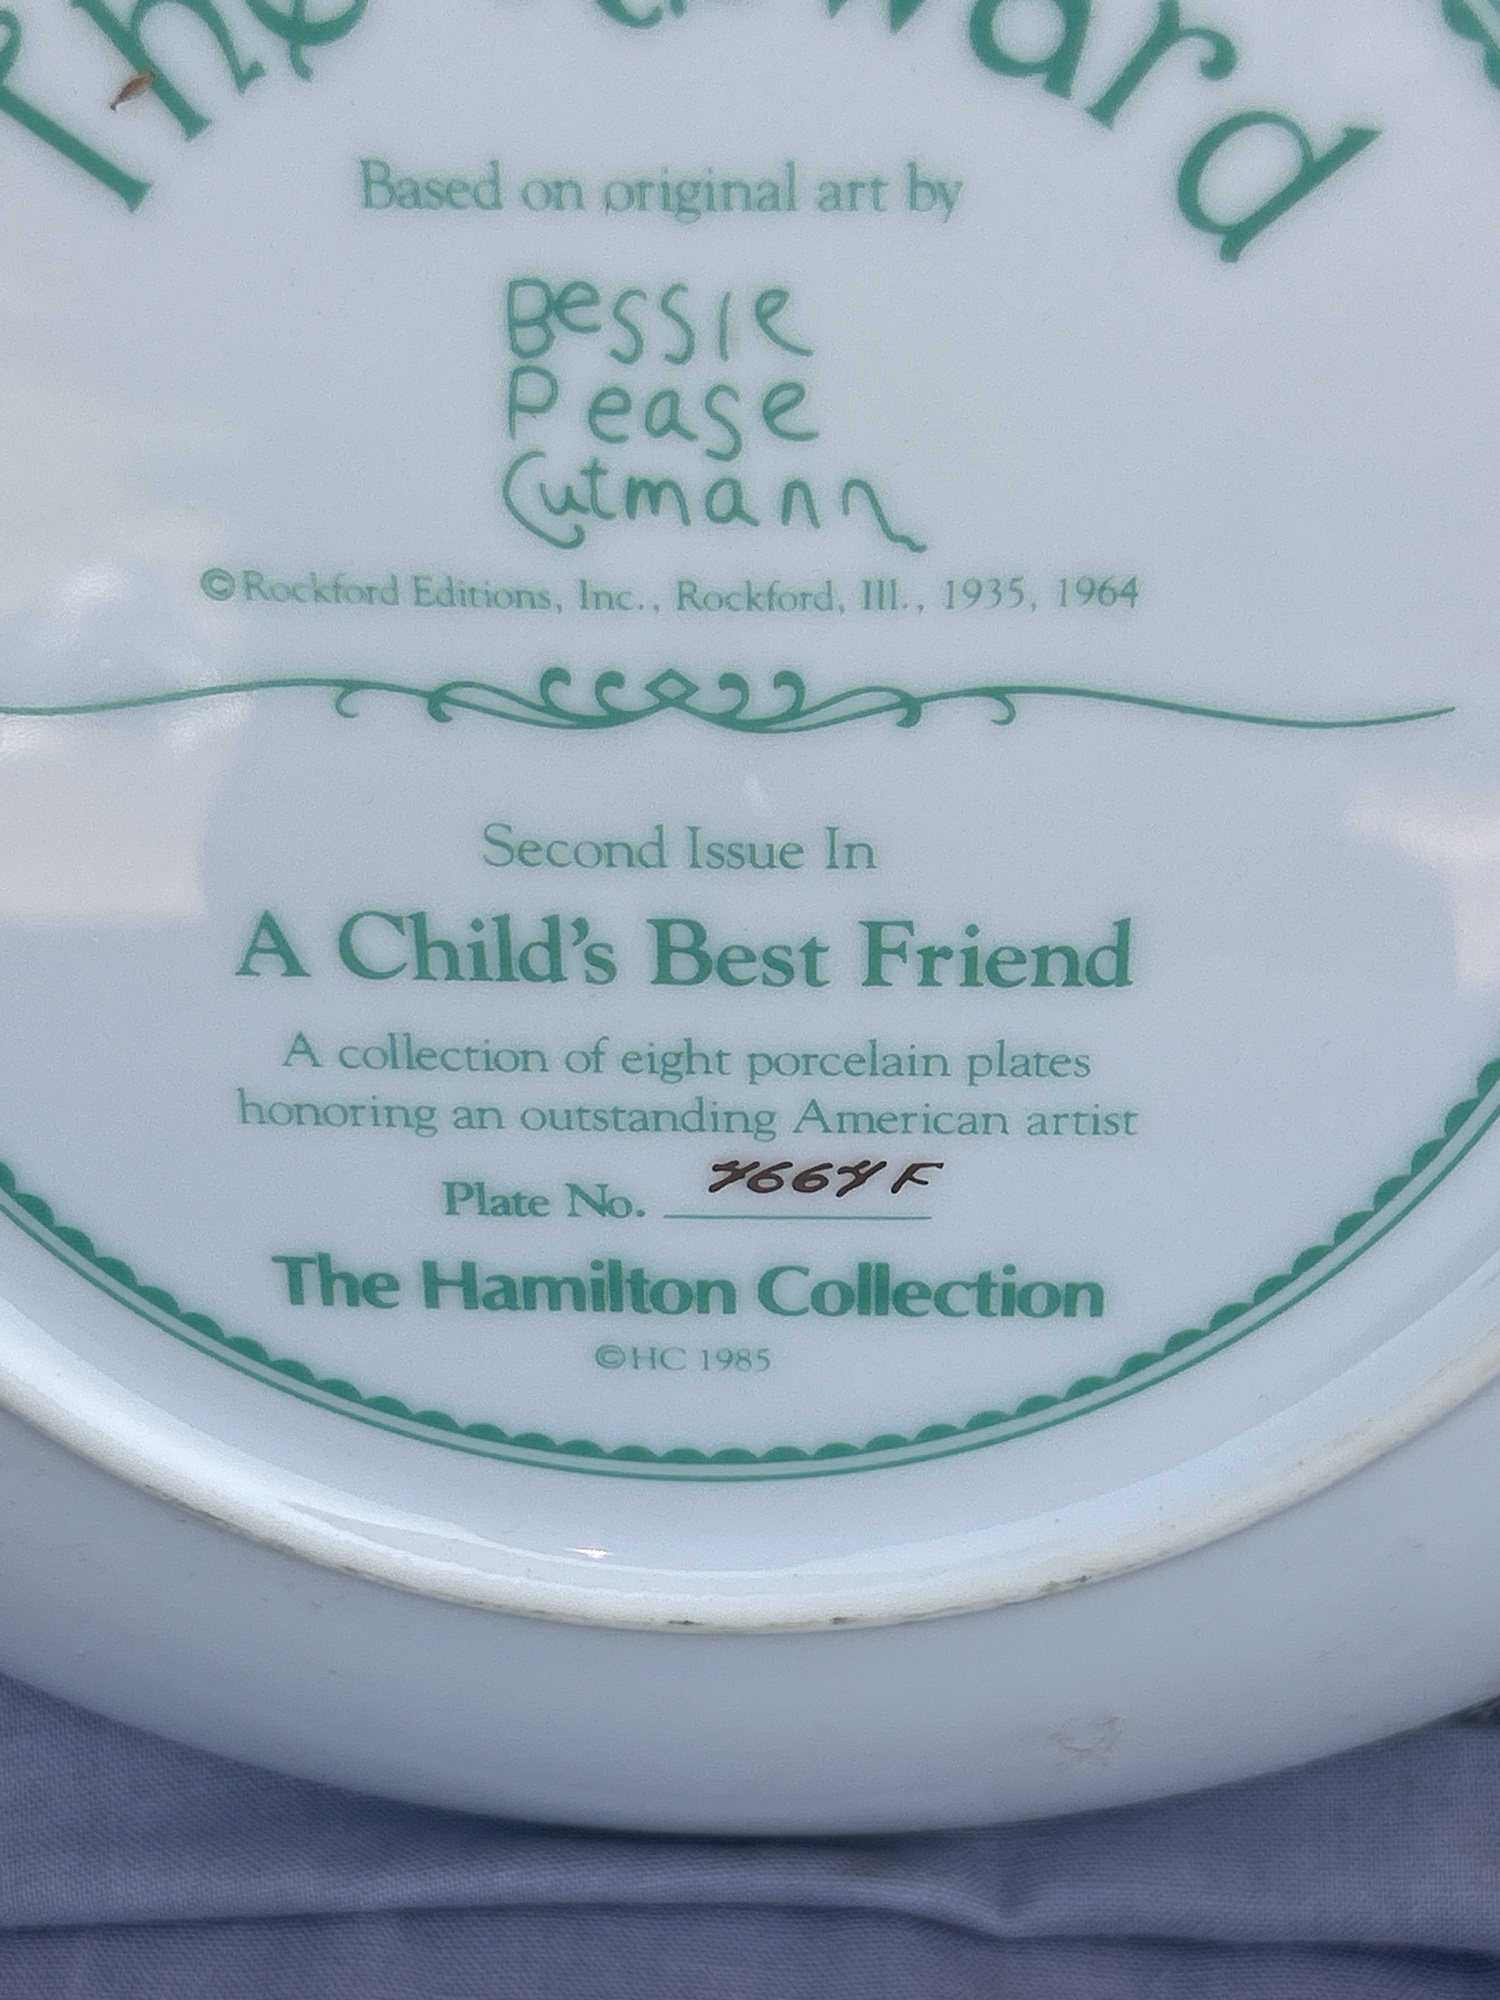 The Reward
Based on original art by
Bessie
Pease
Gutmann
©Rockford Editions, Inc., Rockford, Ill., 1935, 1964
Second Issue In
A Child's Best Friend
A collection of eight porcelain plates
honoring an outstanding American artist
Plate No. 4664F
The Hamilton Collection
©HC 1985